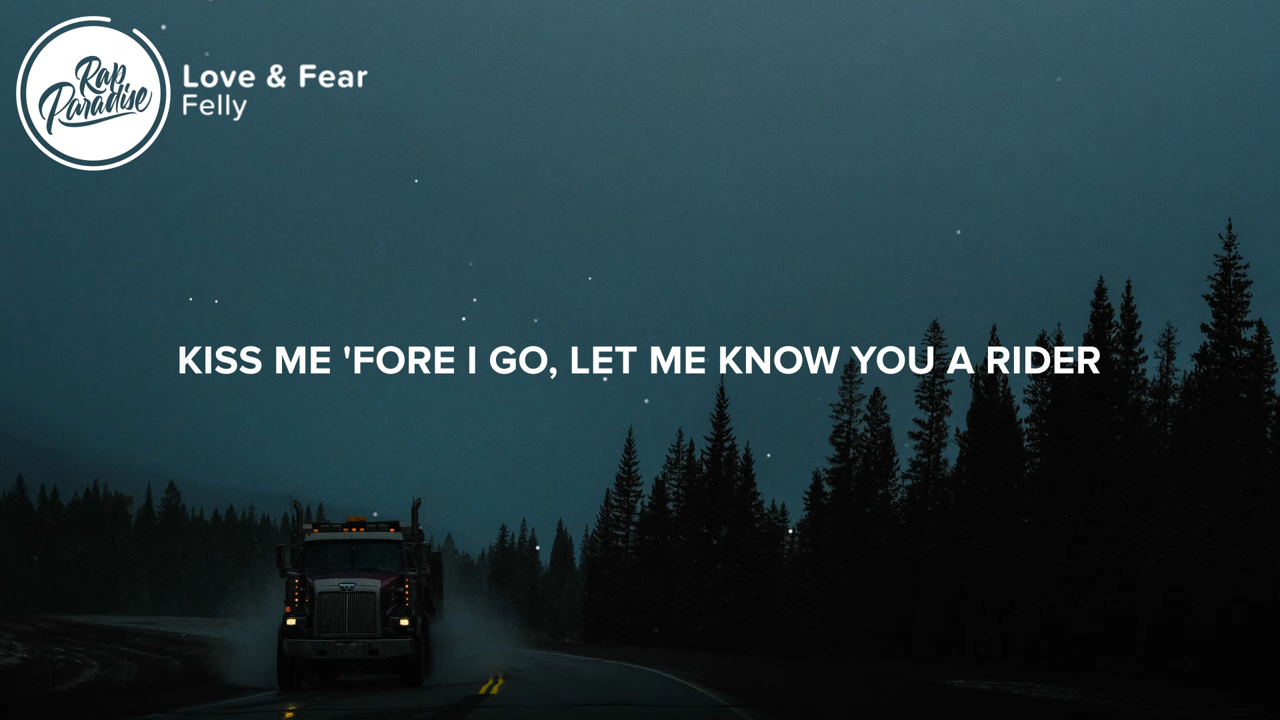 Rap
Paradise
Love & Fear
Felly
KISS ME 'FORE I GO, LET ME KNOW YOU A RIDER